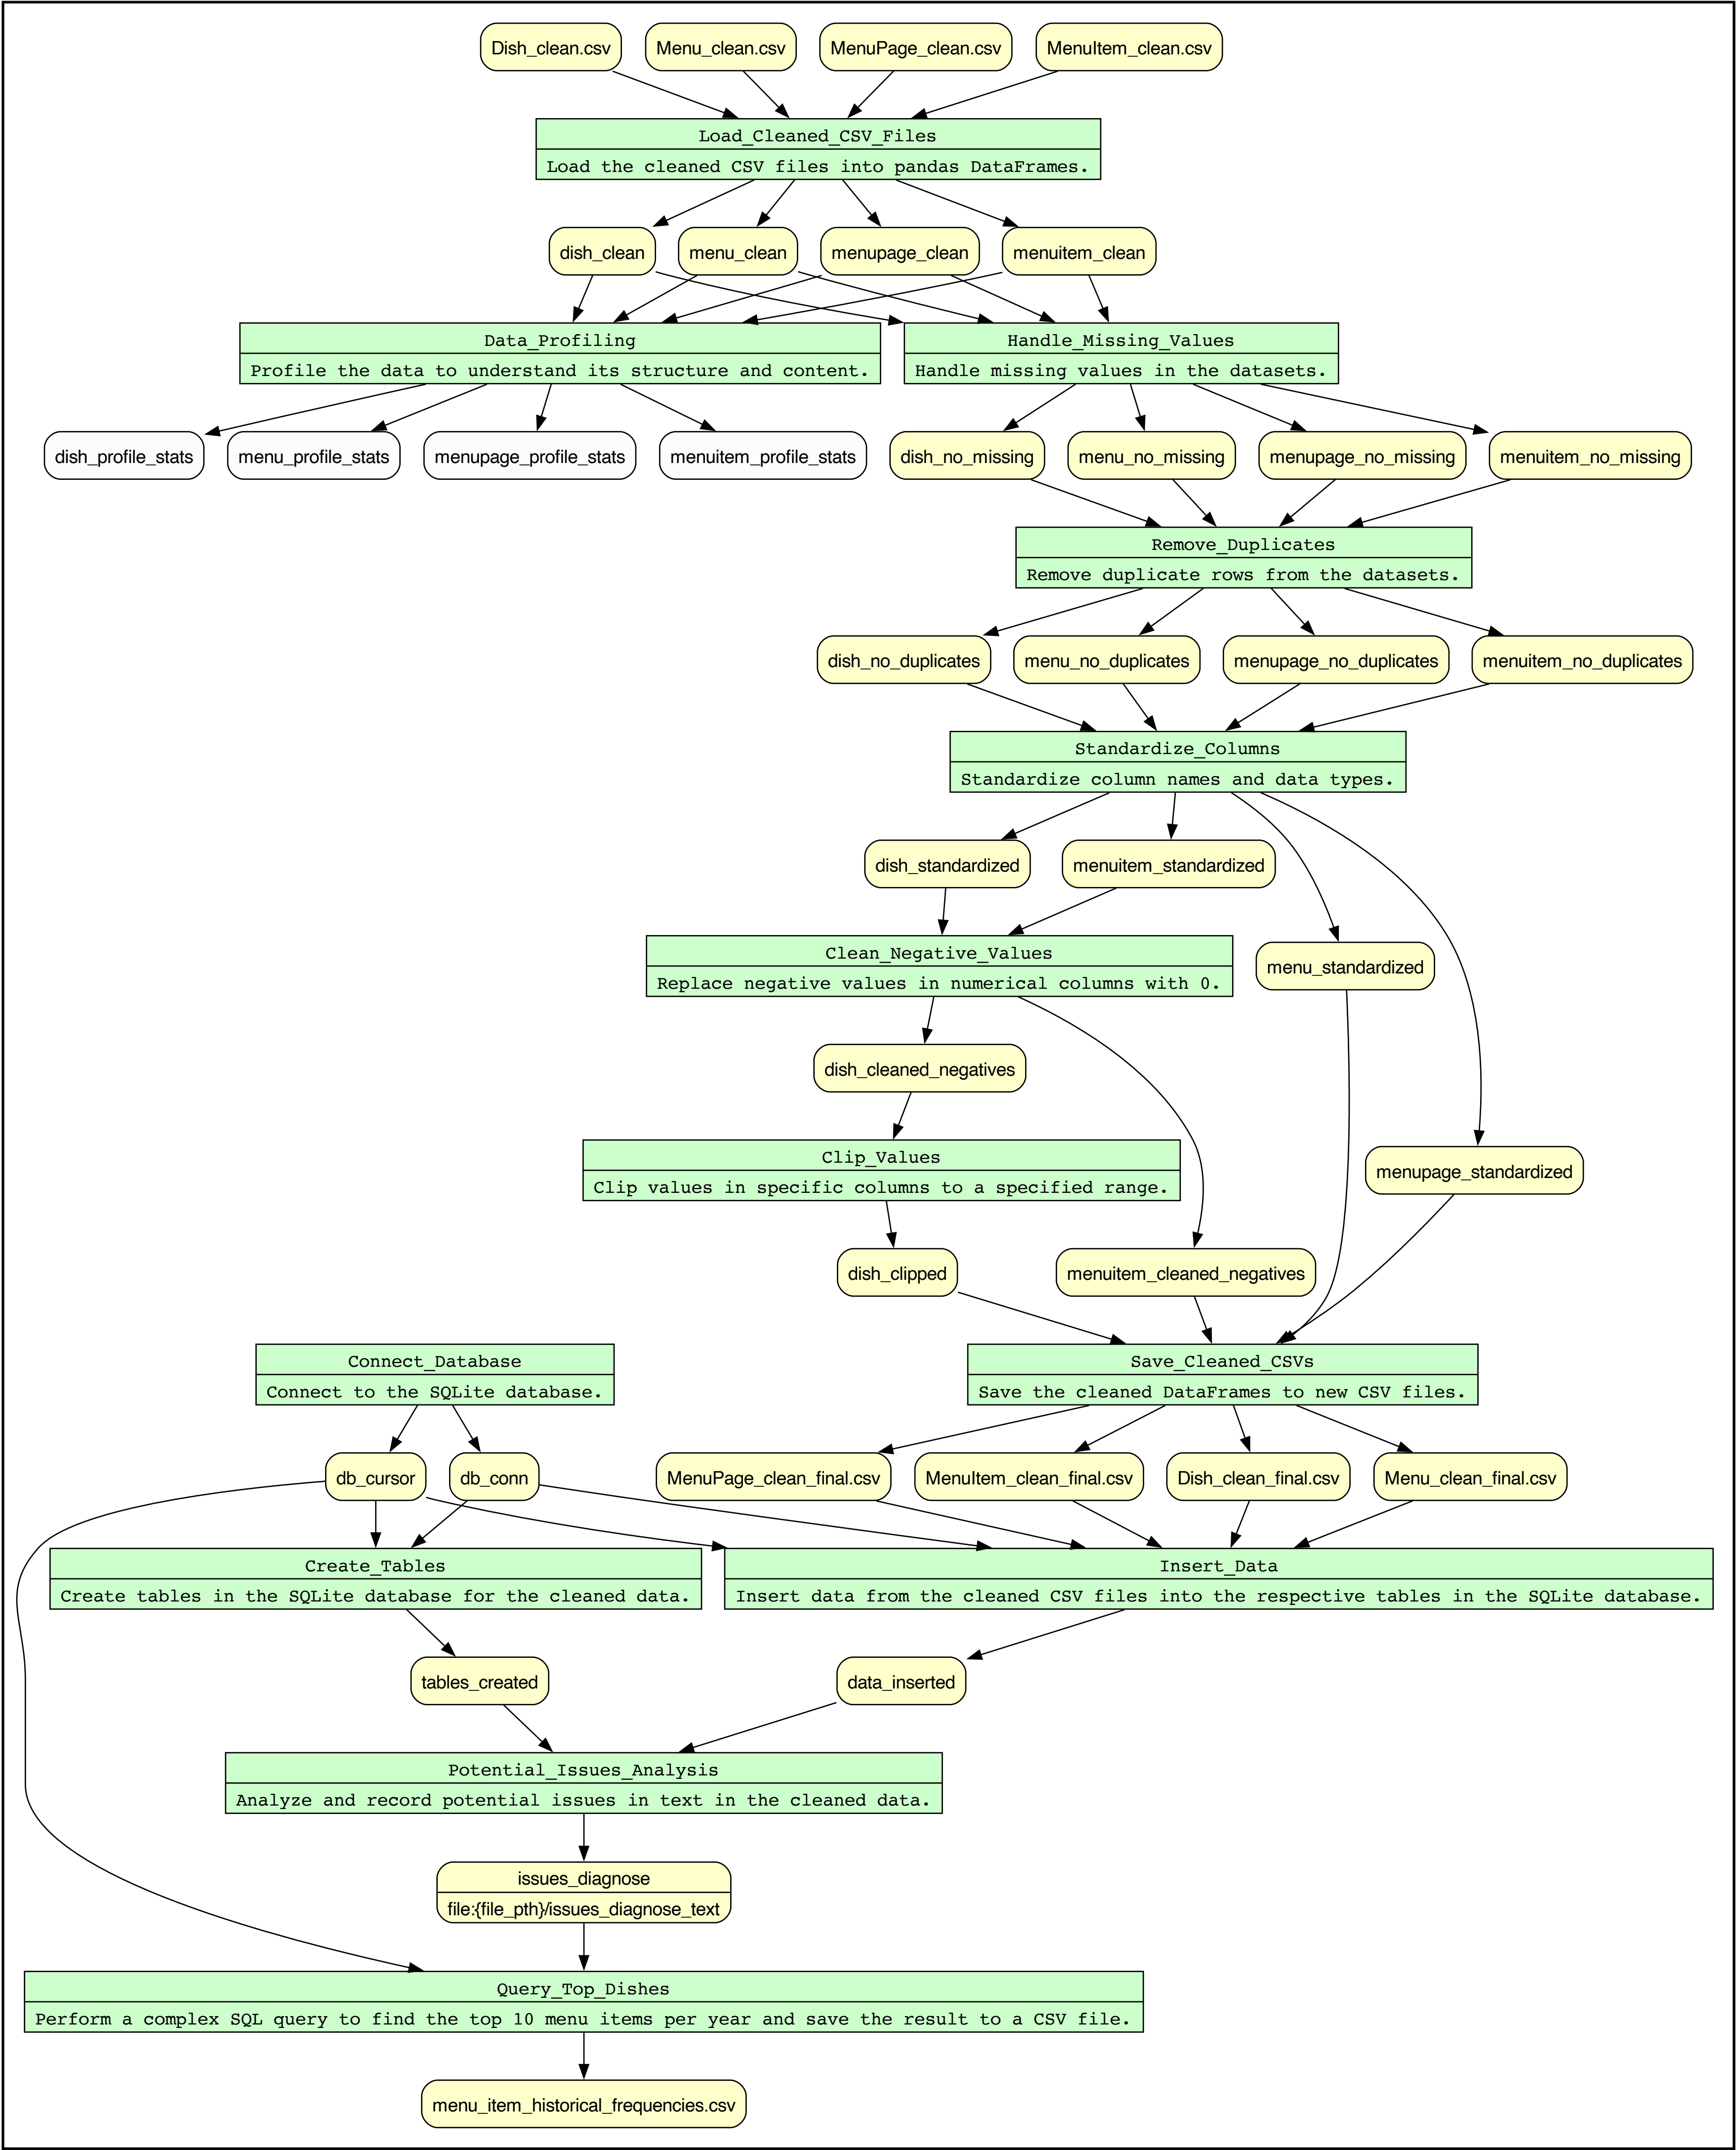 Dish_clean.csv
Menu_clean.csv
MenuPage_clean.csv
MenuItem_clean.csv
Load_Cleaned_CSV_Files
Load the cleaned CSV files into pandas DataFrames.
dish_clean
menu_clean
menupage_clean
menuitem_clean
Data_Profiling
Profile the data to understand its structure and content.
Handle_Missing_Values
Handle missing values in the datasets.
dish_profile_stats
menu_profile_stats
menupage_profile_stats
menuitem_profile_stats
dish_no_missing
menu_no_missing
menupage_no_missing
menuitem_no_missing
Remove_Duplicates
Remove duplicate rows from the datasets.
dish_no_duplicates
menu_no_duplicates
menupage_no_duplicates
menuitem_no_duplicates
Standardize_Columns
Standardize column names and data types.
dish_standardized
menuitem_standardized
Clean_Negative_Values
Replace negative values in numerical columns with 0.
menu_standardized
dish_cleaned_negatives
Clip_Values
Clip values in specific columns to a specified range.
menupage_standardized
dish_clipped
menuitem_cleaned_negatives
Connect_Database
Connect to the SQLite database.
Save_Cleaned_CSVs
Save the cleaned DataFrames to new CSV files.
db_cursor
db_conn
MenuPage_clean_final.csv
MenuItem_clean_final.csv
Dish_clean_final.csv
Menu_clean_final.csv
Create_Tables
Create tables in the SQLite database for the cleaned data.
Insert_Data
Insert data from the cleaned CSV files into the respective tables in the SQLite database.
tables_created
data_inserted
Potential_Issues_Analysis
Analyze and record potential issues in text in the cleaned data.
issues_diagnose
file:{file_pth}/issues_diagnose_text
Query_Top_Dishes
Perform a complex SQL query to find the top 10 menu items per year and save the result to a CSV file.
menu_item_historical_frequencies.csv